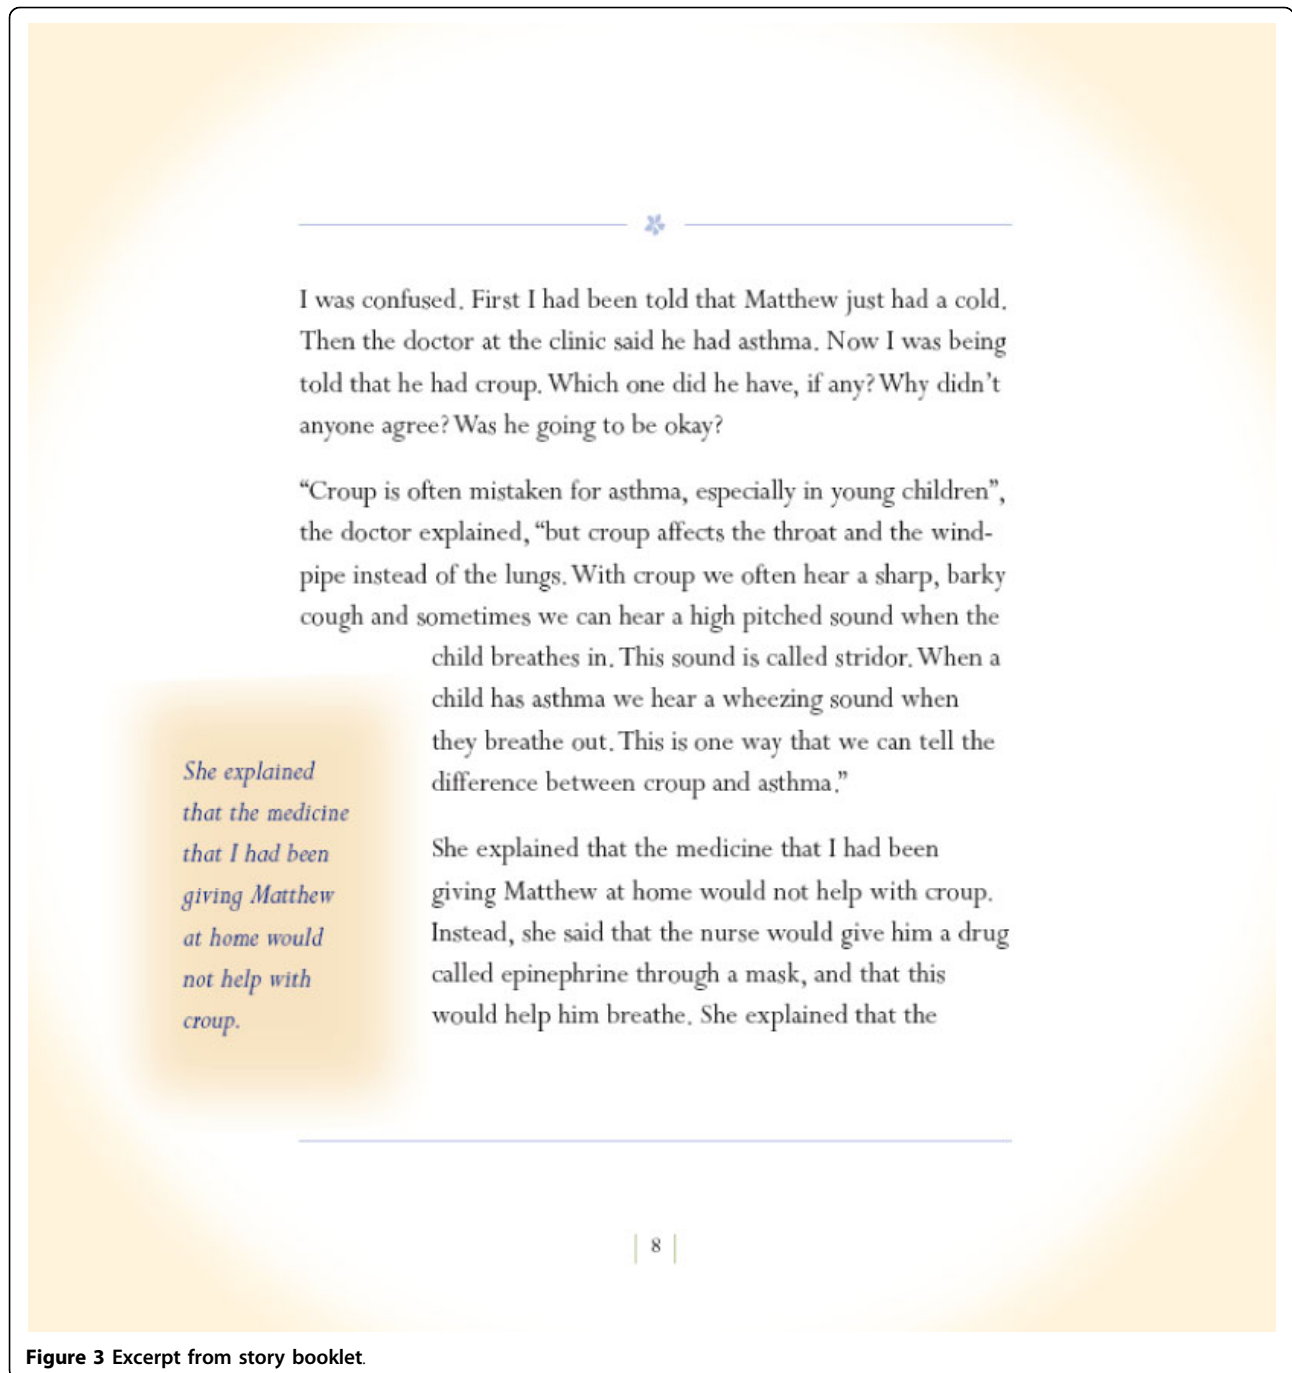 I was confused. First I had been told that Matthew just had a cold.
Then the doctor at the clinic said he had asthma. Now I was being
told that he had croup. Which one did he have, if any? Why didn't
anyone agree? Was he going to be okay?
“Croup is often mistaken for asthma, especially in young children”,
the doctor explained, “but croup affects the throat and the wind-
pipe instead of the lungs. With croup we often hear a sharp, barky
cough and sometimes we can hear a high pitched sound when the
child breathes in. This sound is called stridor. When a
child has asthma we hear a wheezing sound when
they breathe out. This is one way that we can tell the
difference between croup and asthma.”
She explained
that the medicine
that I had been
giving Matthew
at home would
not help with
croup.
She explained that the medicine that I had been
giving Matthew at home would not help with croup.
Instead, she said that the nurse would give him a drug
called epinephrine through a mask, and that this
would help him breathe. She explained that the
| 8 |
Figure 3 Excerpt from story booklet.